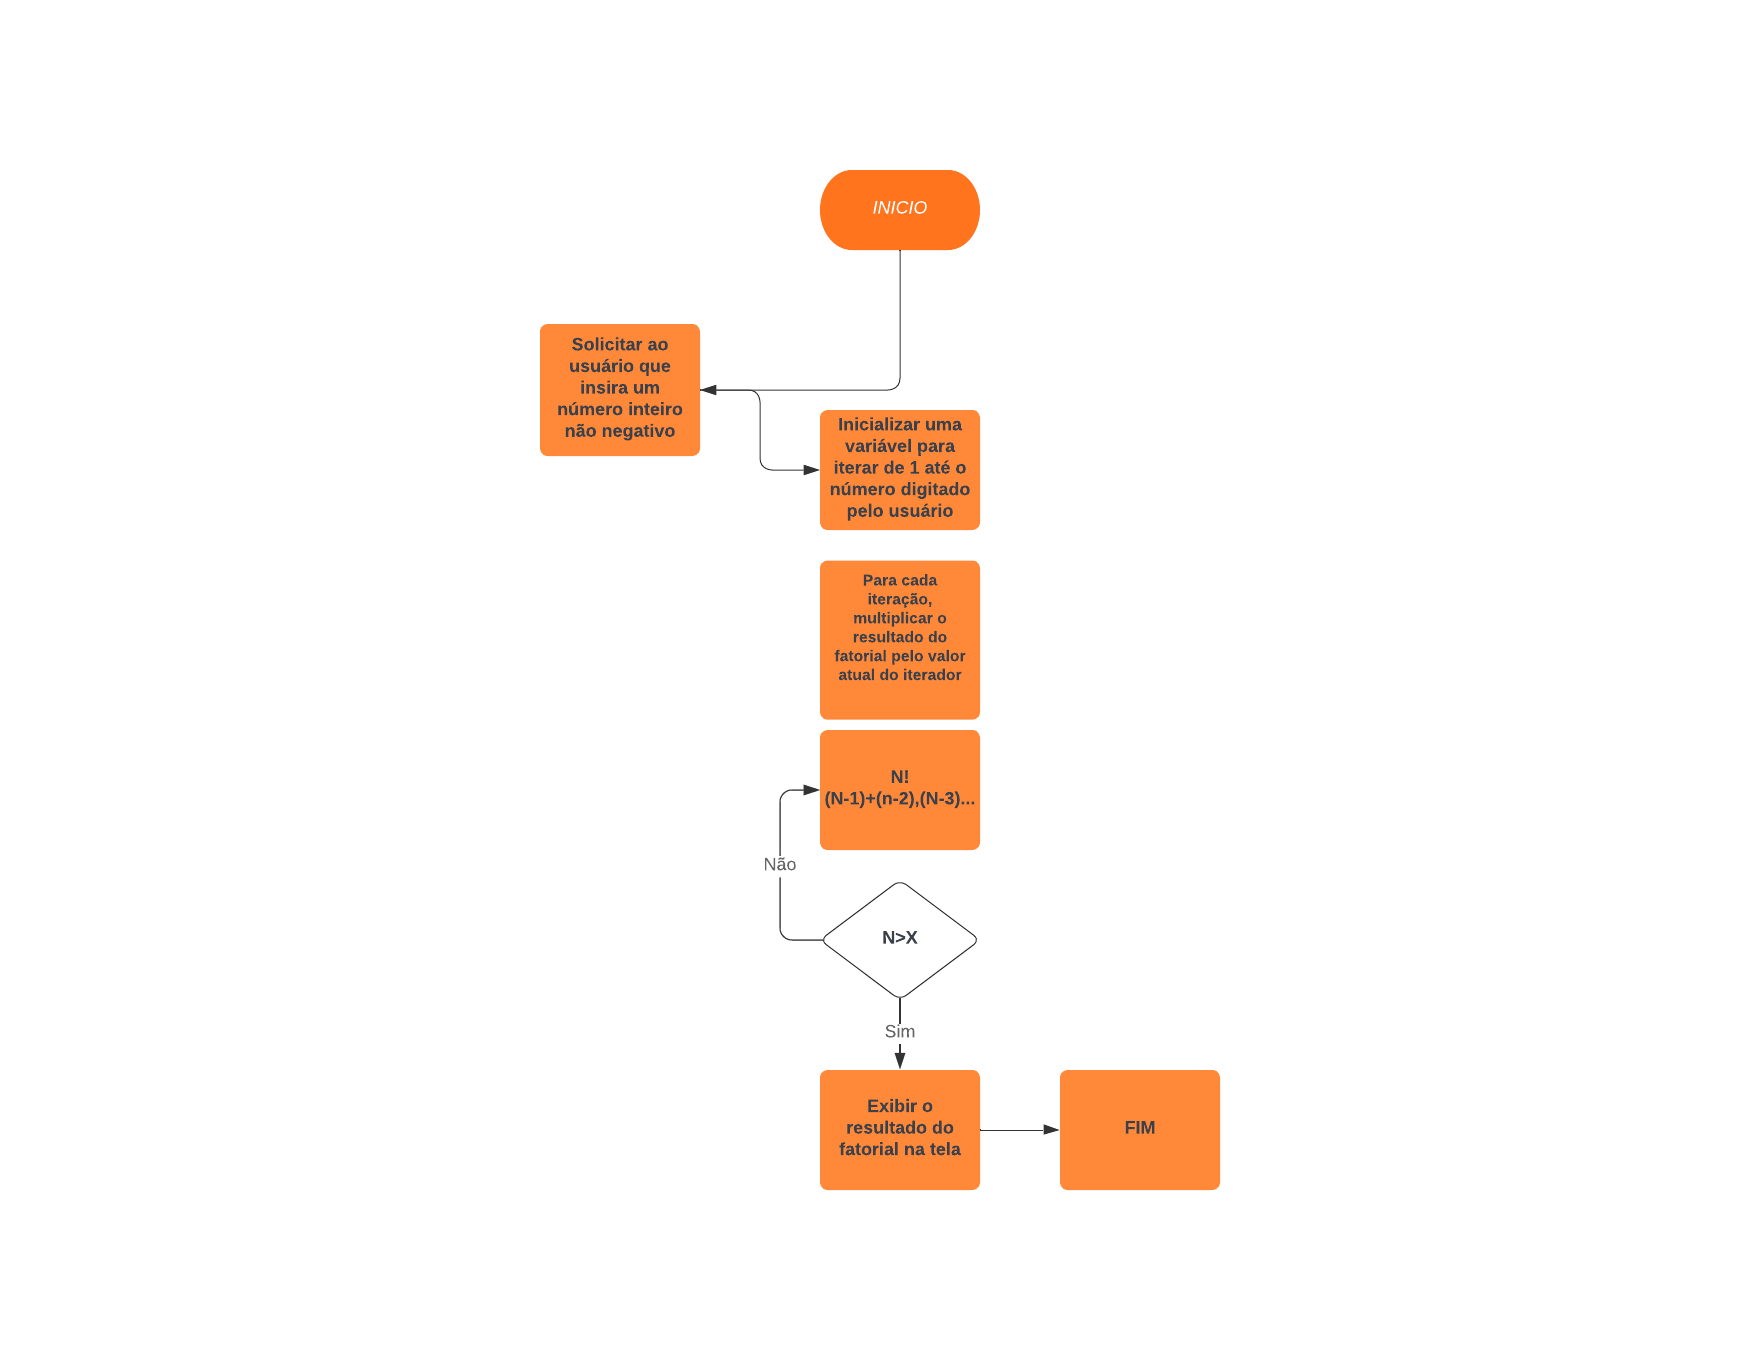 INICIO
Solicitar ao
usuário que
insira um
número inteiro
não negativo
Inicializar uma
variável para
iterar de 1 até o
número digitado
pelo usuário
Para cada
iteração,
multiplicar o
resultado do
fatorial pelo valor
atual do iterador
N!
(N-1)+(n-2),(N-3)...
Não
N>X
Sim
Exibir o
resultado do
fatorial na tela
FIM